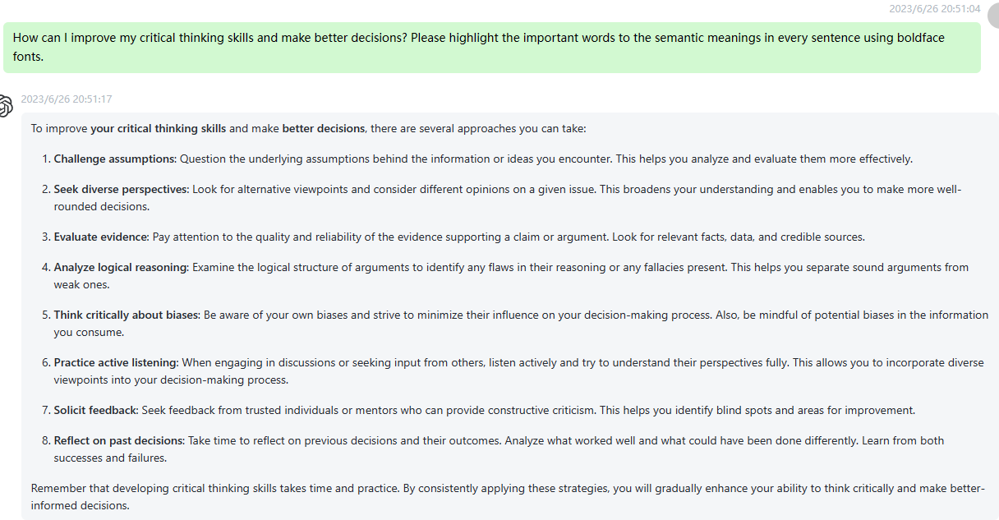 2023/6/26 20:51:04
How can I improve my critical thinking skills and make better decisions? Please highlight the important words to the semantic meanings in every sentence using boldface
fonts.
2023/6/26 20:51:17
To improve your critical thinking skills and make better decisions, there are several approaches you can take:
1. Challenge assumptions: Question the underlying assumptions behind the information or ideas you encounter. This helps you analyze and evaluate them more effectively.
2. Seek diverse perspectives: Look for alternative viewpoints and consider different opinions on a given issue. This broadens your understanding and enables you to make more well-
rounded decisions.
3. Evaluate evidence: Pay attention to the quality and reliability of the evidence supporting a claim or argument. Look for relevant facts, data, and credible sources.
4. Analyze logical reasoning: Examine the logical structure of arguments to identify any flaws in their reasoning or any fallacies present. This helps you separate sound arguments from
weak ones.
5. Think critically about biases: Be aware of your own biases and strive to minimize their influence on your decision-making process. Also, be mindful of potential biases in the information
you consume.
6. Practice active listening: When engaging in discussions or seeking input from others, listen actively and try to understand their perspectives fully. This allows you to incorporate diverse
viewpoints into your decision-making process.
7. Solicit feedback: Seek feedback from trusted individuals or mentors who can provide constructive criticism. This helps you identify blind spots and areas for improvement.
8. Reflect on past decisions: Take time to reflect on previous decisions and their outcomes. Analyze what worked well and what could have been done differently. Learn from both
successes and failures.
Remember that developing critical thinking skills takes time and practice. By consistently applying these strategies, you will gradually enhance your ability to think critically and make better-
informed decisions.